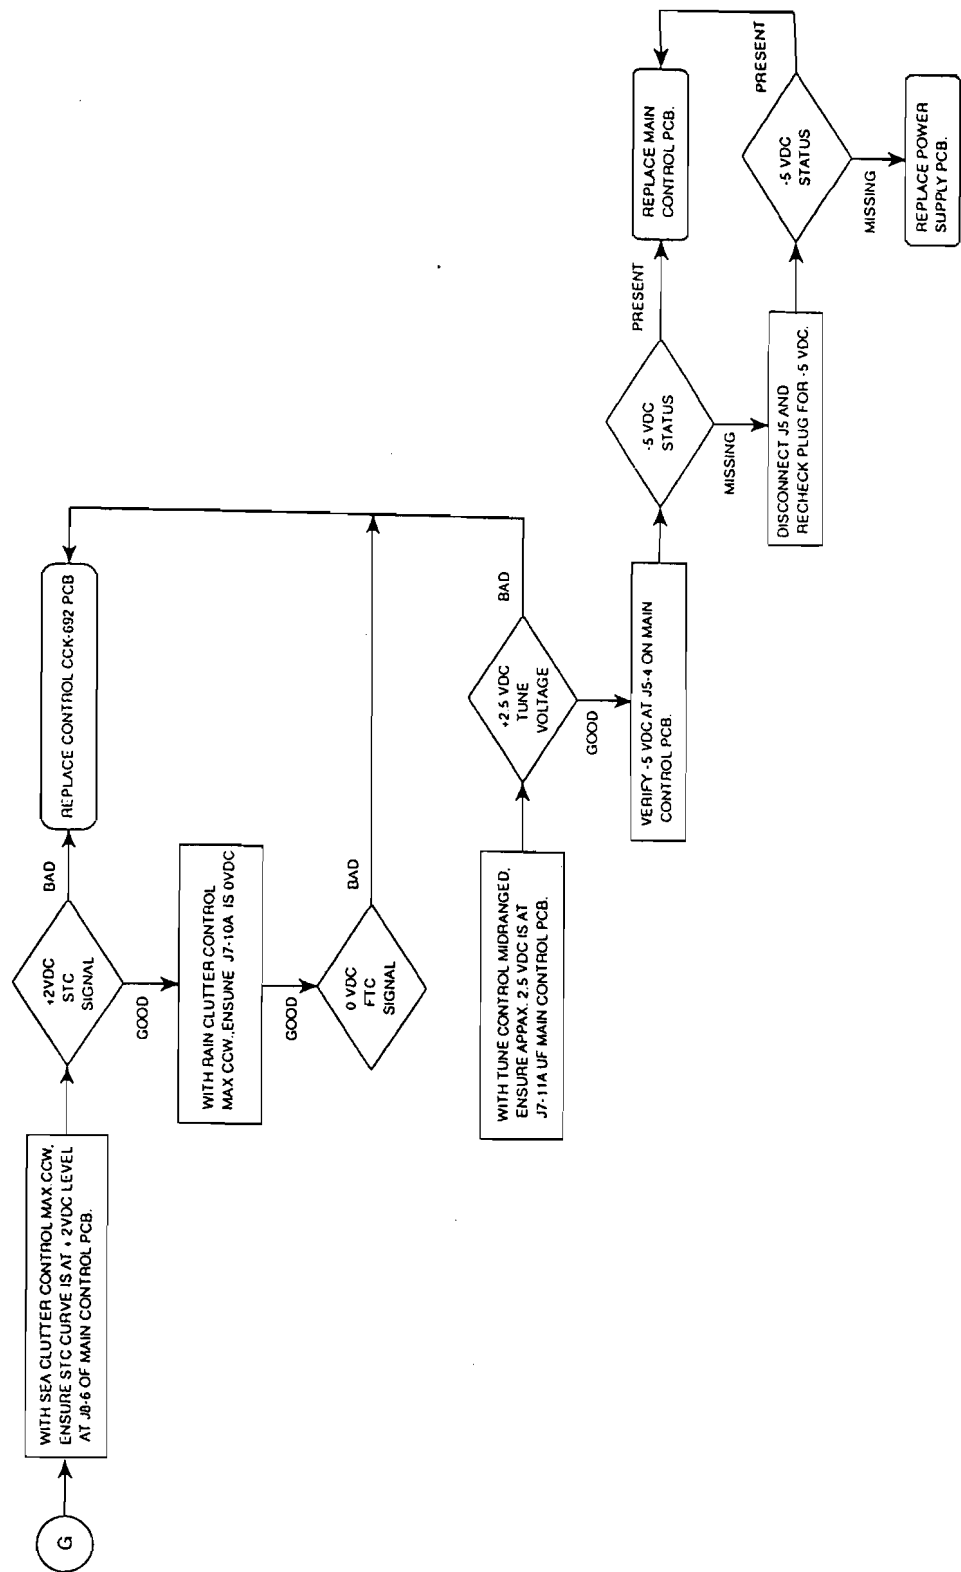 G
WITH SEA CLUTTER CONTROL MAX.CCW,
ENSURE STC CURVE IS AT + 2VDC LEVEL
AT J8-6 OF MAIN CONTROL PCB.
+2VDC
STC
SIGNAL
BAD
REPLACE CONTROL CCK-692 PCB
GOOD
WITH RAIN CLUTTER CONTROL
MAX CCW., ENSUNE J7-10A IS 0VDC
GOOD
0 VDC
FTC
SIGNAL
BAD
WITH TUNE CONTROL MIDRANGED,
ENSURE APPAX. 2.5 VDC IS AT
J7-11A UF MAIN CONTROL PCB.
+2.5 VDC
TUNE
VOLTAGE
BAD
GOOD
VERIFY -5 VDC AT J5-4 ON MAIN
CONTROL PCB.
-5 VDC
STATUS
PRESENT
REPLACE MAIN
CONTROL PCB.
MISSING
DISCONNECT J5 AND
RECHECK PLUG FOR -5 VDC.
-5 VDC
STATUS
PRESENT
MISSING
REPLACE POWER
SUPPLY PCB.